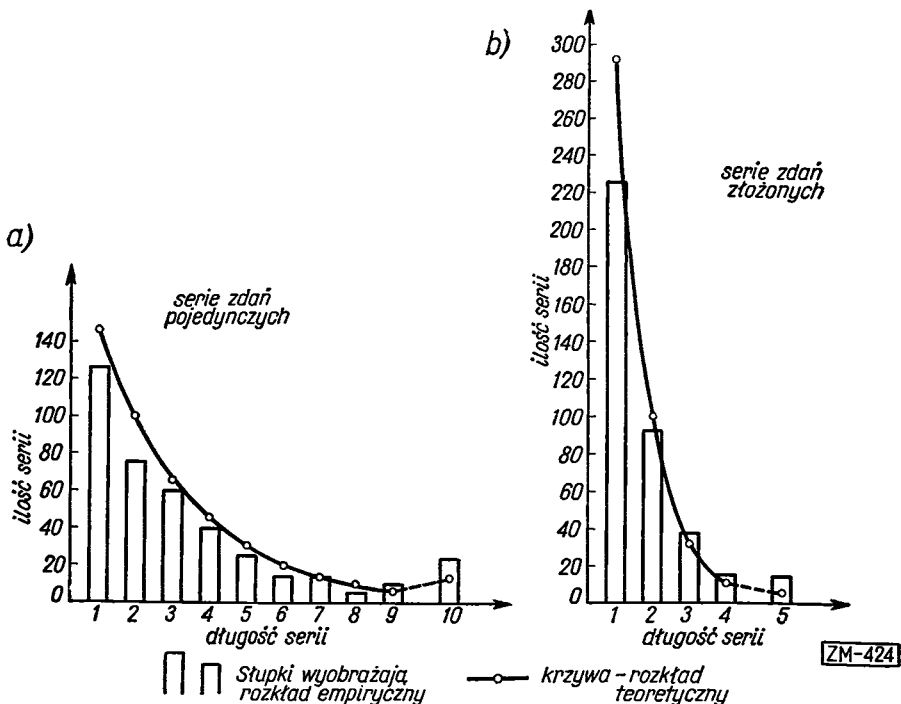 a)
serie zdań
pojedynczych
ilość serii
140
120
100
80
60
40
20
0
1 2 3 4 5 6 7 8 9 10
długość serii
b)
serie zdań
złożonych
ilość serii
300
280
260
240
220
200
180
160
140
120
100
80
60
40
20
0
1 2 3 4 5
długość serii
ZM-424
Słupki wyobrażają
rozkład empiryczny
krzywa - rozkład
teoretyczny